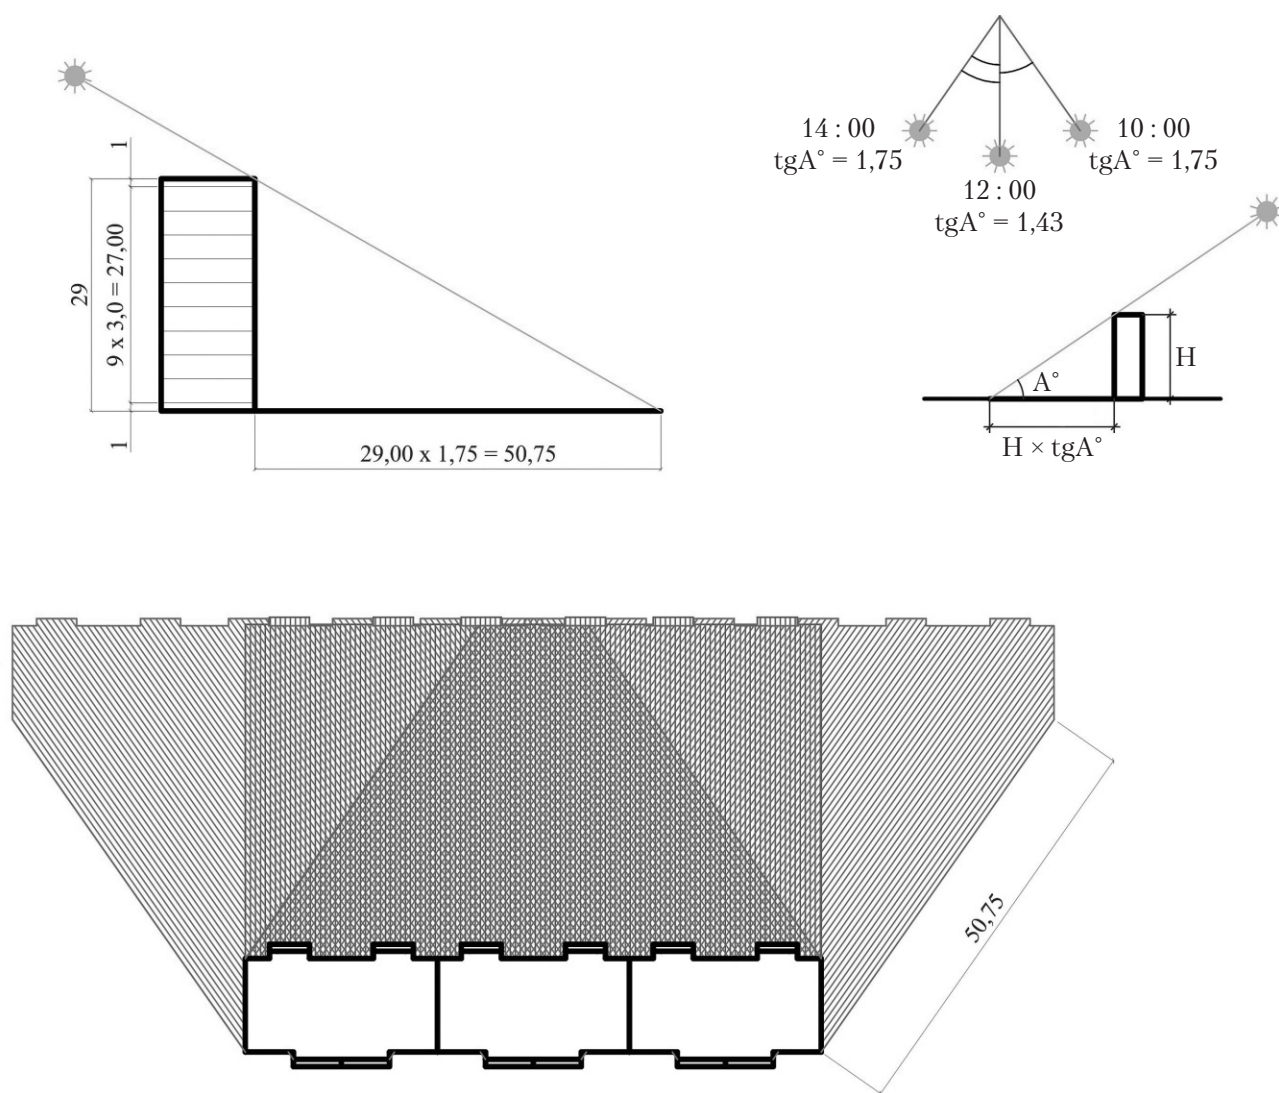 1
29
9 x 3,0 = 27,00
1
29,00 x 1,75 = 50,75
14 : 00
tgA° = 1,75
10 : 00
tgA° = 1,75
12 : 00
tgA° = 1,43
A°
H
H × tgA°
50,75